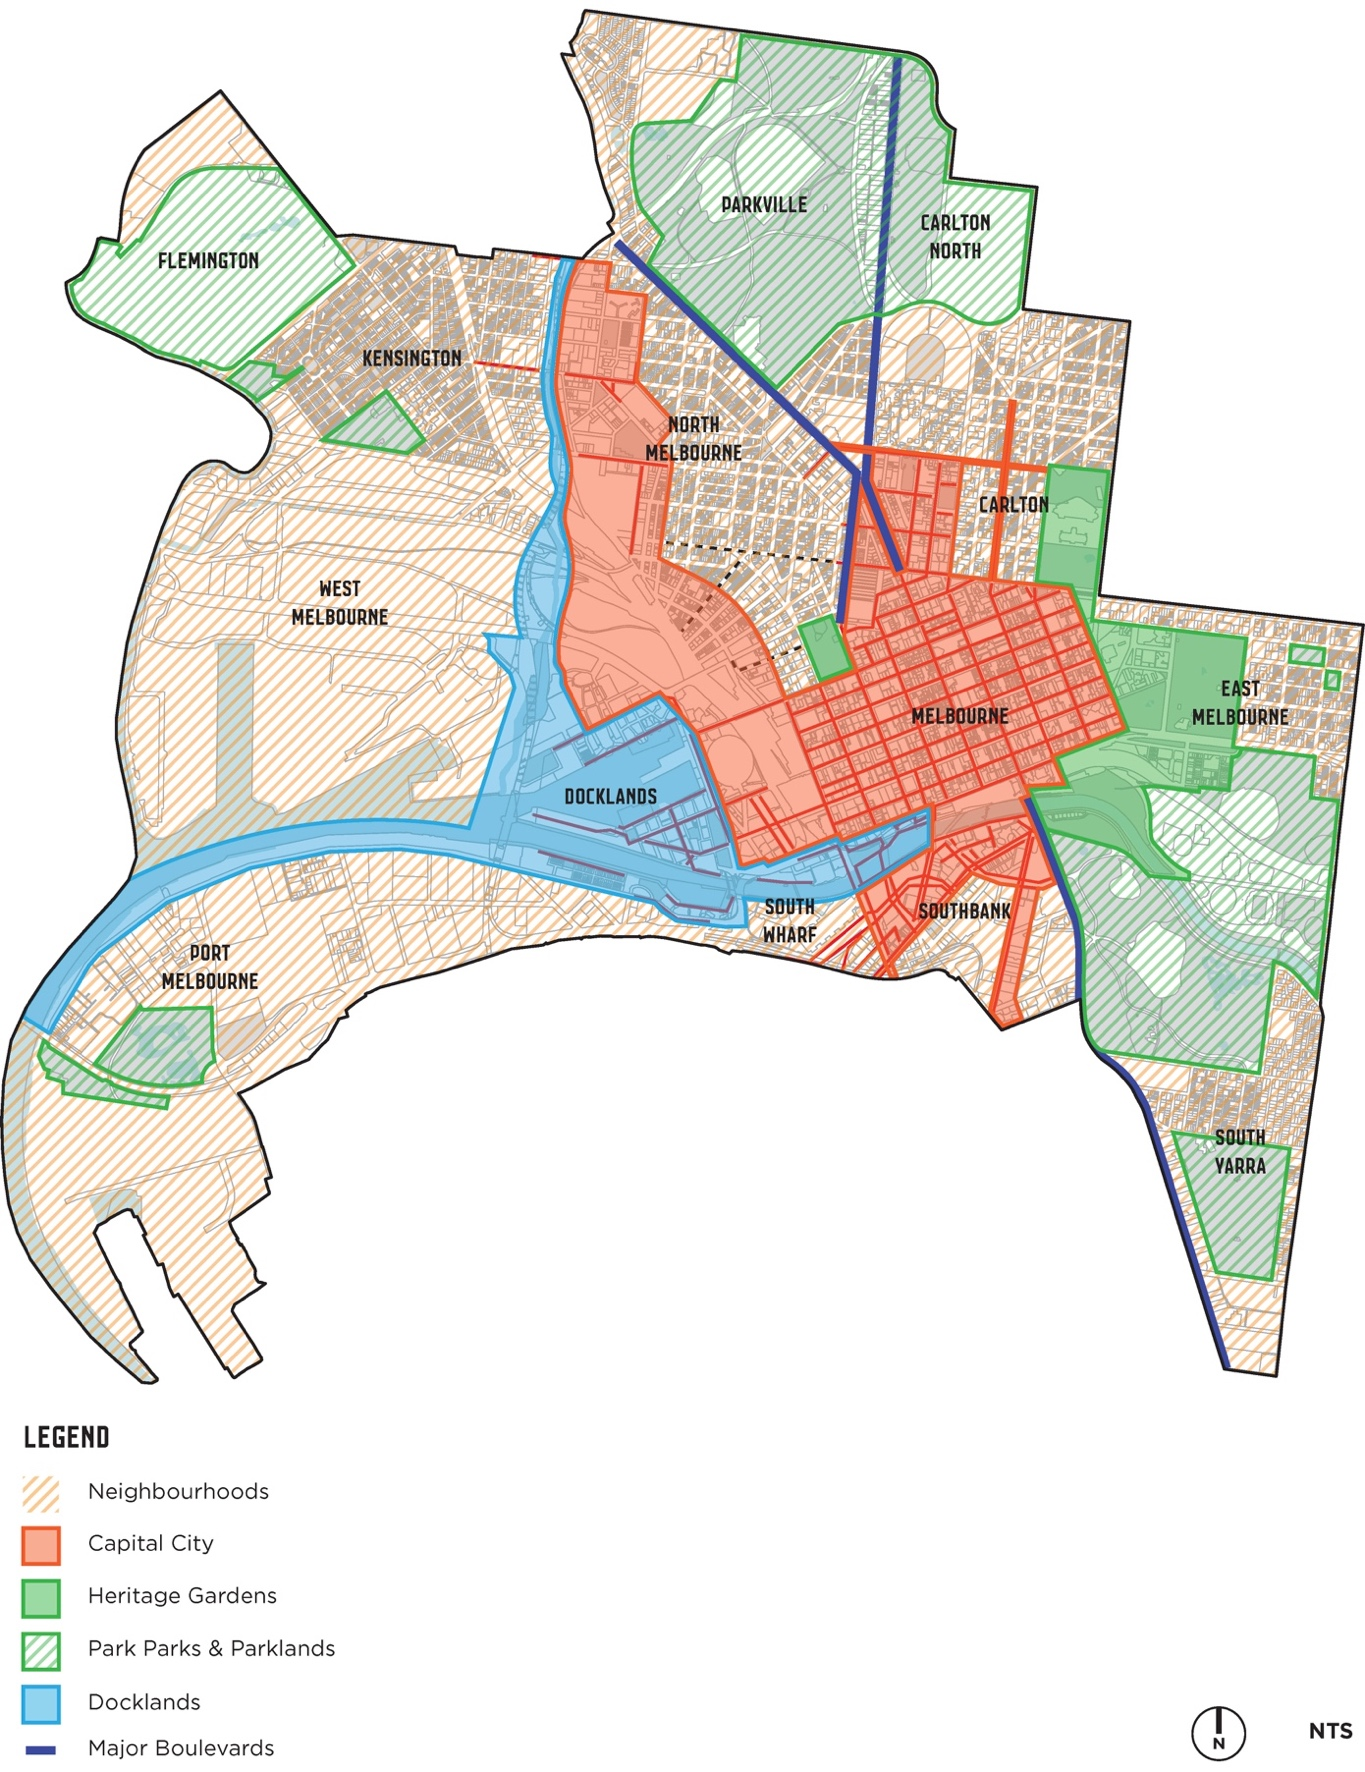 PARKVILLE
CARLTON
NORTH
FLEMINGTON
KENSINGTON
NORTH
MELBOURNE
CARLTON
WEST
MELBOURNE
EAST
MELBOURNE
MELBOURNE
DOCKLANDS
SOUTH
WHARF
SOUTHBANK
PORT
MELBOURNE
SOUTH
YARRA
LEGEND
Neighbourhoods
Capital City
Heritage Gardens
Park Parks & Parklands
Docklands
Major Boulevards
N
NTS